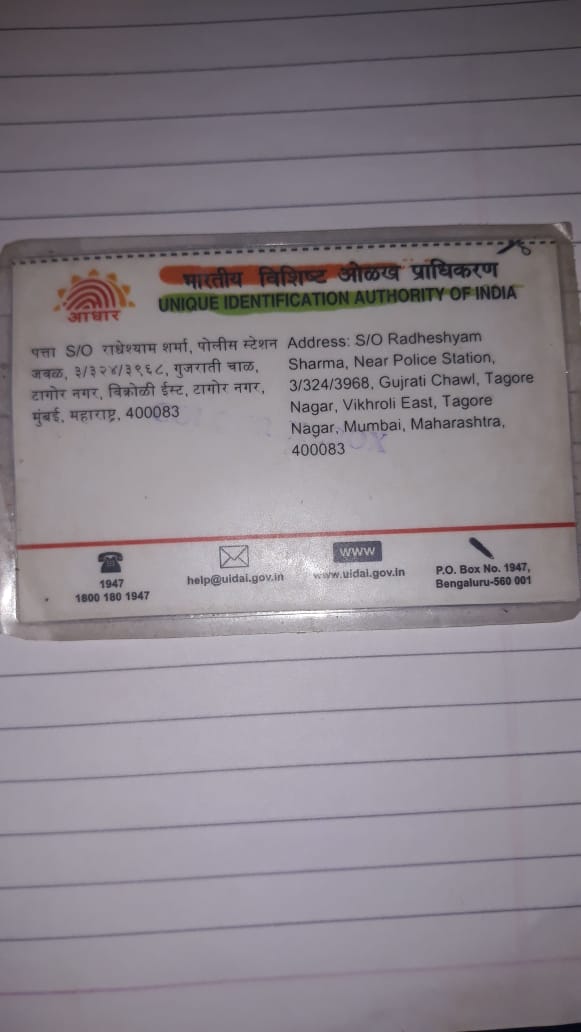 भारतीय विशिष्ट ओळख प्राधिकरण
UNIQUE IDENTIFICATION AUTHORITY OF INDIA
आधार
पत्ता S/O राधेश्याम शर्मा, पोलीस स्टेशन
जवळ, ३/३२४/३९६८, गुजराती चाळ,
टागोर नगर, विक्रोळी ईस्ट, टागोर नगर,
मुंबई, महाराष्ट्र, 400083
Address: S/O Radheshyam
Sharma, Near Police Station,
3/324/3968, Gujrati Chawl, Tagore
Nagar, Vikhroli East, Tagore
Nagar, Mumbai, Maharashtra,
400083
1947
1800 180 1947
help@uidai.gov.in
www
www.uidai.gov.in
P.O. Box No. 1947,
Bengaluru-560 001